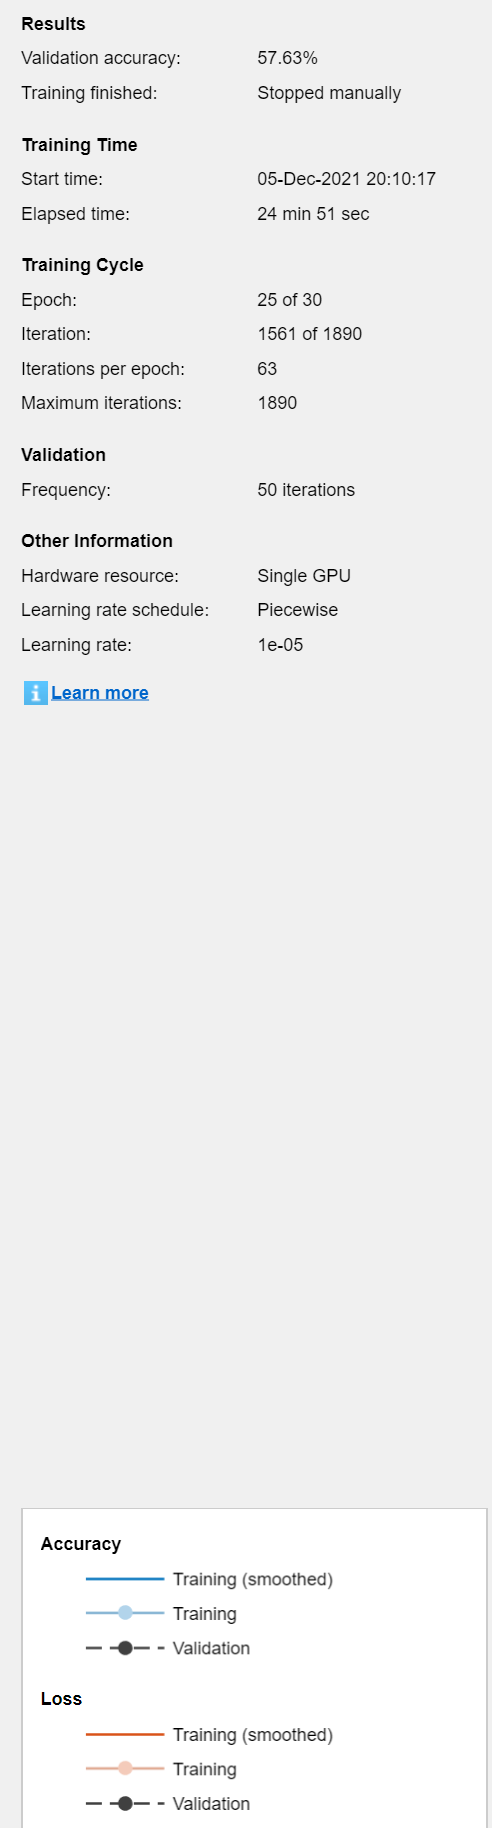 Results
Validation accuracy: 57.63%
Training finished: Stopped manually
Training Time
Start time: 05-Dec-2021 20:10:17
Elapsed time: 24 min 51 sec
Training Cycle
Epoch: 25 of 30
Iteration: 1561 of 1890
Iterations per epoch: 63
Maximum iterations: 1890
Validation
Frequency: 50 iterations
Other Information
Hardware resource: Single GPU
Learning rate schedule: Piecewise
Learning rate: 1e-05
i Learn more
Accuracy
Training (smoothed)
Training
Validation
Loss
Training (smoothed)
Training
Validation